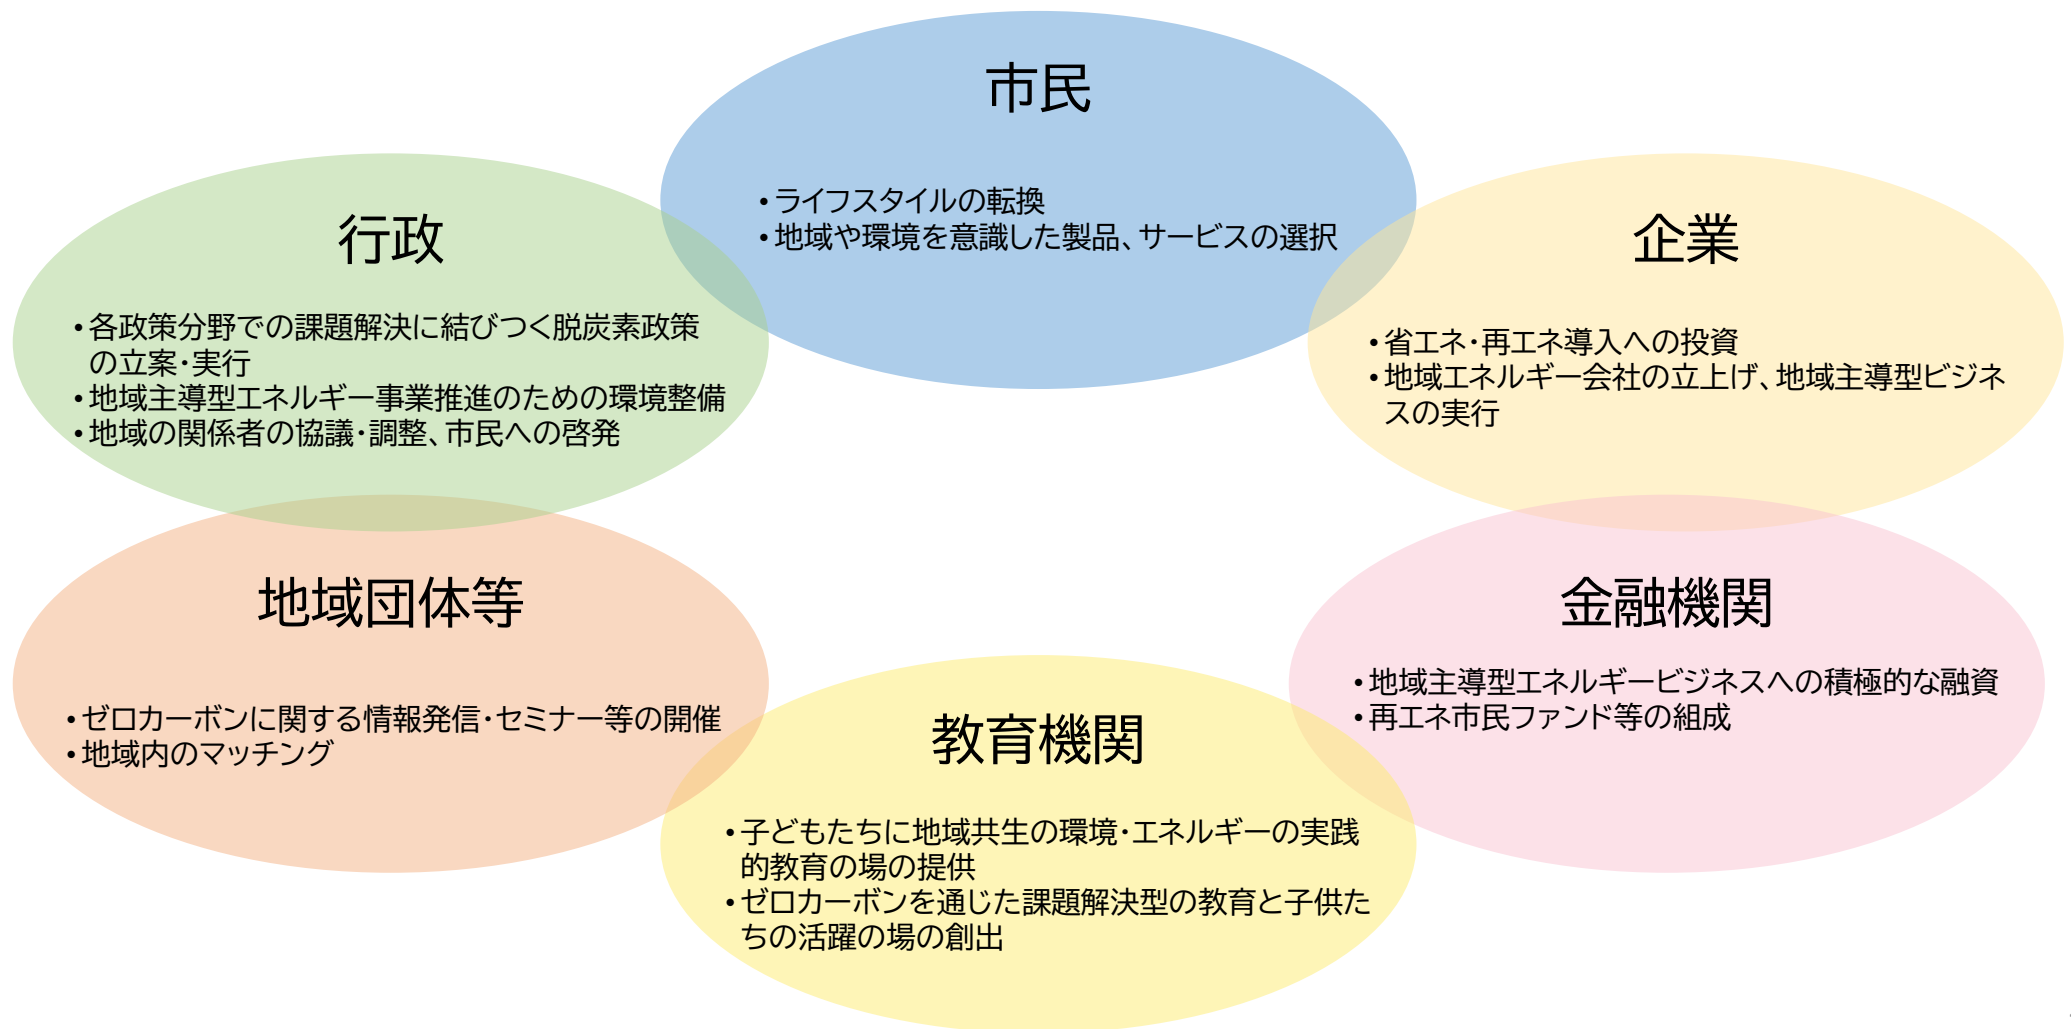 市民
•ライフスタイルの転換
•地域や環境を意識した製品、サービスの選択
行政
•各政策分野での課題解決に結びつく脱炭素政策
の立案・実行
•地域主導型エネルギー事業推進のための環境整備
•地域の関係者の協議・調整、市民への啓発
企業
•省エネ・再エネ導入への投資
•地域エネルギー会社の立上げ、地域主導型ビジネ
スの実行
地域団体等
•ゼロカーボンに関する情報発信・セミナー等の開催
•地域内のマッチング
金融機関
•地域主導型エネルギービジネスへの積極的な融資
•再エネ市民ファンド等の組成
教育機関
•子どもたちに地域共生の環境・エネルギーの実践
的教育の場の提供
•ゼロカーボンを通じた課題解決型の教育と子供た
ちの活躍の場の創出